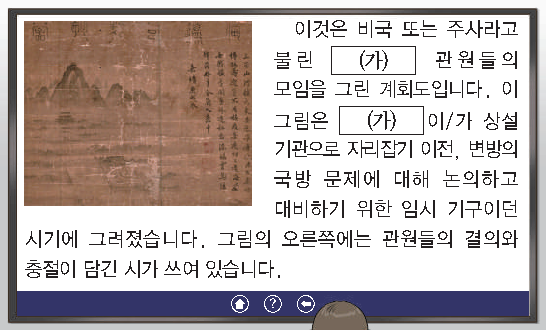 이것은 비국 또는 주사라고
불린 (가) 관원들의
모임을 그린 계회도입니다. 이
그림은 (가) 이/가 상설
기관으로 자리잡기 이전, 변방의
국방 문제에 대해 논의하고
대비하기 위한 임시 기구이던
시기에 그려졌습니다. 그림의 오른쪽에는 관원들의 결의와
충절이 담긴 시가 쓰여 있습니다.
?